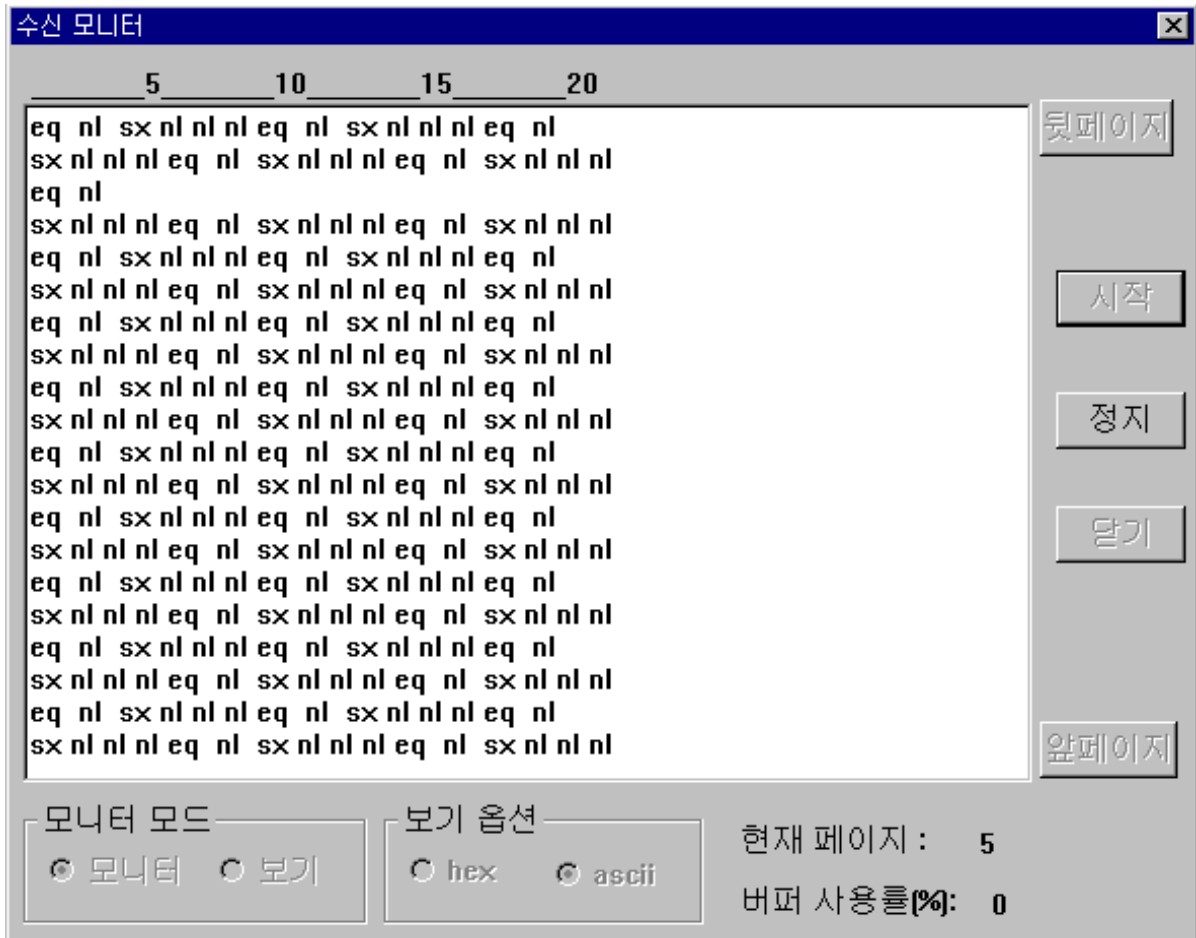 수신 모니터
________5________10________15________20
eq nl sx nl nl nl eq nl sx nl nl nl eq nl
sx nl nl nl eq nl sx nl nl nl eq nl sx nl nl nl
eq nl
sx nl nl nl eq nl sx nl nl nl eq nl sx nl nl nl
eq nl sx nl nl nl eq nl sx nl nl nl eq nl
sx nl nl nl eq nl sx nl nl nl eq nl sx nl nl nl
eq nl sx nl nl nl eq nl sx nl nl nl eq nl
sx nl nl nl eq nl sx nl nl nl eq nl sx nl nl nl
eq nl sx nl nl nl eq nl sx nl nl nl eq nl
sx nl nl nl eq nl sx nl nl nl eq nl sx nl nl nl
eq nl sx nl nl nl eq nl sx nl nl nl eq nl
sx nl nl nl eq nl sx nl nl nl eq nl sx nl nl nl
eq nl sx nl nl nl eq nl sx nl nl nl eq nl
sx nl nl nl eq nl sx nl nl nl eq nl sx nl nl nl
eq nl sx nl nl nl eq nl sx nl nl nl eq nl
sx nl nl nl eq nl sx nl nl nl eq nl sx nl nl nl
eq nl sx nl nl nl eq nl sx nl nl nl eq nl
sx nl nl nl eq nl sx nl nl nl eq nl sx nl nl nl
eq nl sx nl nl nl eq nl sx nl nl nl eq nl
sx nl nl nl eq nl sx nl nl nl eq nl sx nl nl nl
뒷페이지
시작
정지
닫기
앞페이지
모니터 모드
모니터 보기
보기 옵션
hex ascii
현재 페이지 : 5
버퍼 사용률(%): 0